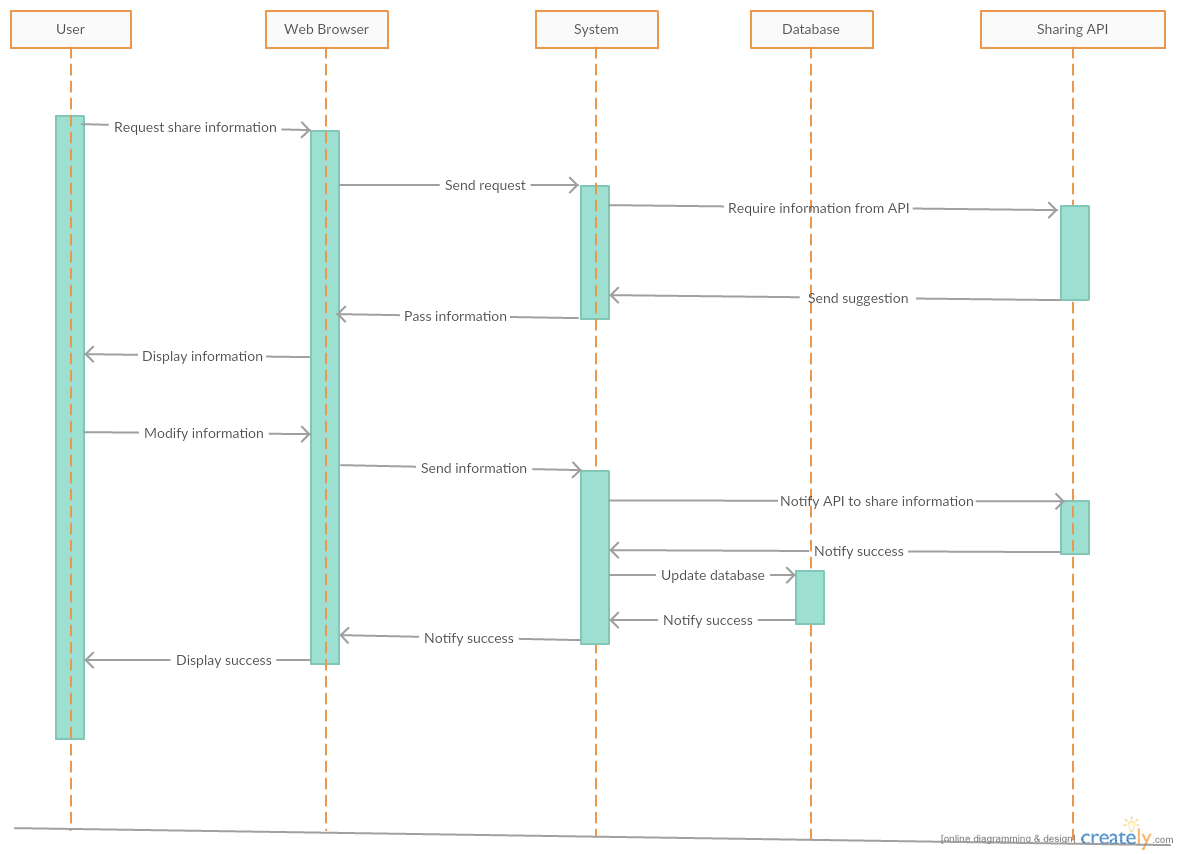 User
Web Browser
System
Database
Sharing API
Request share information
Send request
Require information from API
Send suggestion
Pass information
Display information
Modify information
Send information
Notify API to share information
Notify success
Update database
Notify success
Notify success
Display success
[online diagramming & design]
creately.com